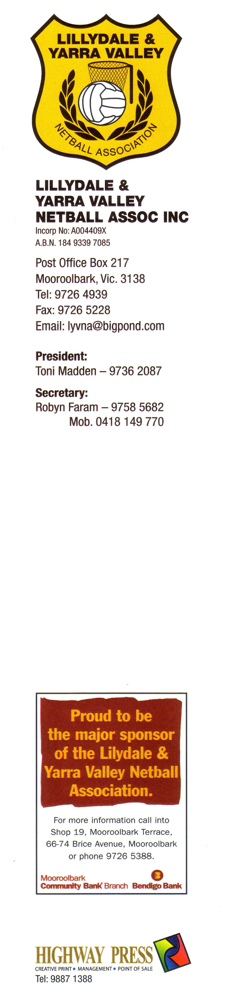 LILLYDALE &
YARRA VALLEY
NETBALL ASSOCIATION
LILLYDALE &
YARRA VALLEY
NETBALL ASSOC INC
Incorp No: A004409X
A.B.N. 184 9339 7085
Post Office Box 217
Mooroolbark, Vic. 3138
Tel: 9726 4939
Fax: 9726 5228
Email: lyvna@bigpond.com
President:
Toni Madden – 9736 2087
Secretary:
Robyn Faram – 9758 5682
Mob. 0418 149 770
Proud to be
the major sponsor
of the Lilydale &
Yarra Valley Netball
Association.
For more information call into
Shop 19, Mooroolbark Terrace,
66-74 Brice Avenue, Mooroolbark
or phone 9726 5388.
Mooroolbark
Community Bank® Branch Bendigo Bank
HIGHWAY PRESS
CREATIVE PRINT • MANAGEMENT • POINT OF SALE
Tel: 9887 1388